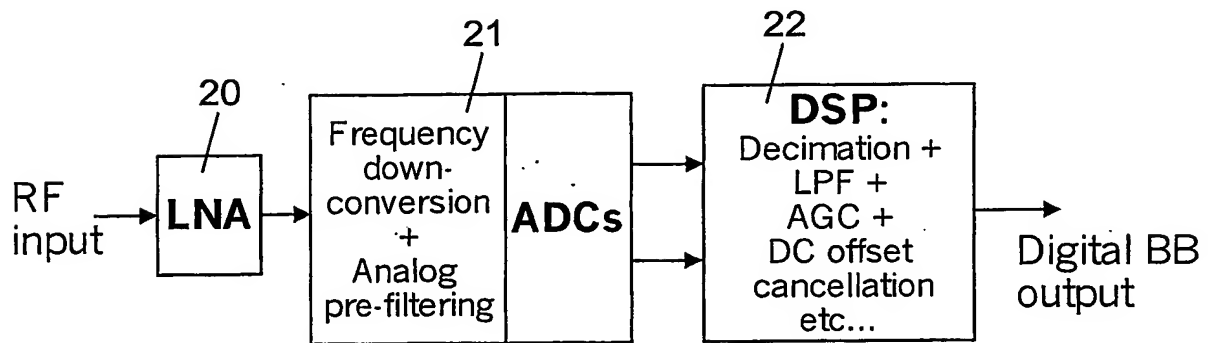 20
21
22
RF
input
LNA
Frequency
down-
conversion
+
Analog
pre-filtering
ADCs
DSP:
Decimation +
LPF +
AGC +
DC offset
cancellation
etc...
Digital BB
output